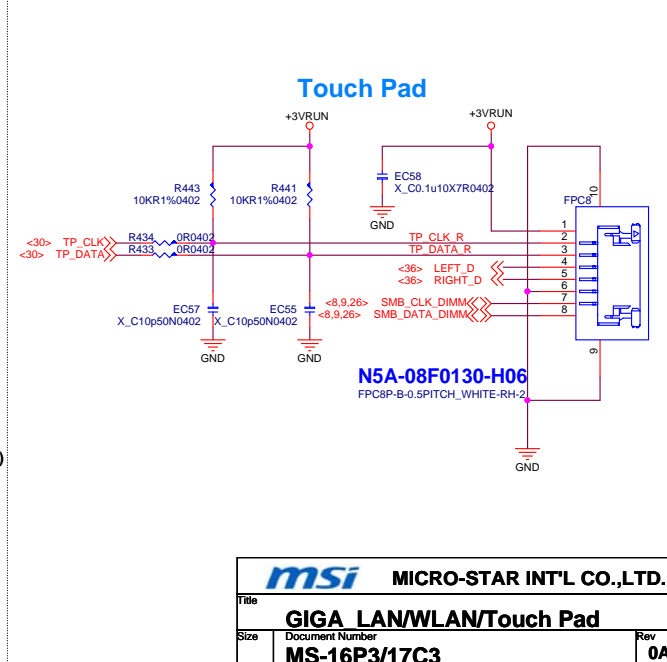 Touch Pad
+3VRUN
+3VRUN
R443
10KR1%0402
R441
10KR1%0402
EC58
X_C0.1u10X7R0402
GND
FPC8
10
<30> TP_CLK
R434 0R0402
<30> TP_DATA
R433 0R0402
TP_CLK_R
TP_DATA_R
<36> LEFT_D
<36> RIGHT_D
<8,9,26> SMB_CLK_DIMM
<8,9,26> SMB_DATA_DIMM
1
2
3
4
5
6
7
8
9
EC57
X_C10p50N0402
EC55
X_C10p50N0402
GND
GND
N5A-08F0130-H06
FPC8P-B-0.5PITCH_WHITE-RH-2
GND
)
msi MICRO-STAR INT'L CO.,LTD.
Title
GIGA_LAN/WLAN/Touch Pad
Size Document Number Rev
MS-16P3/17C3 0A